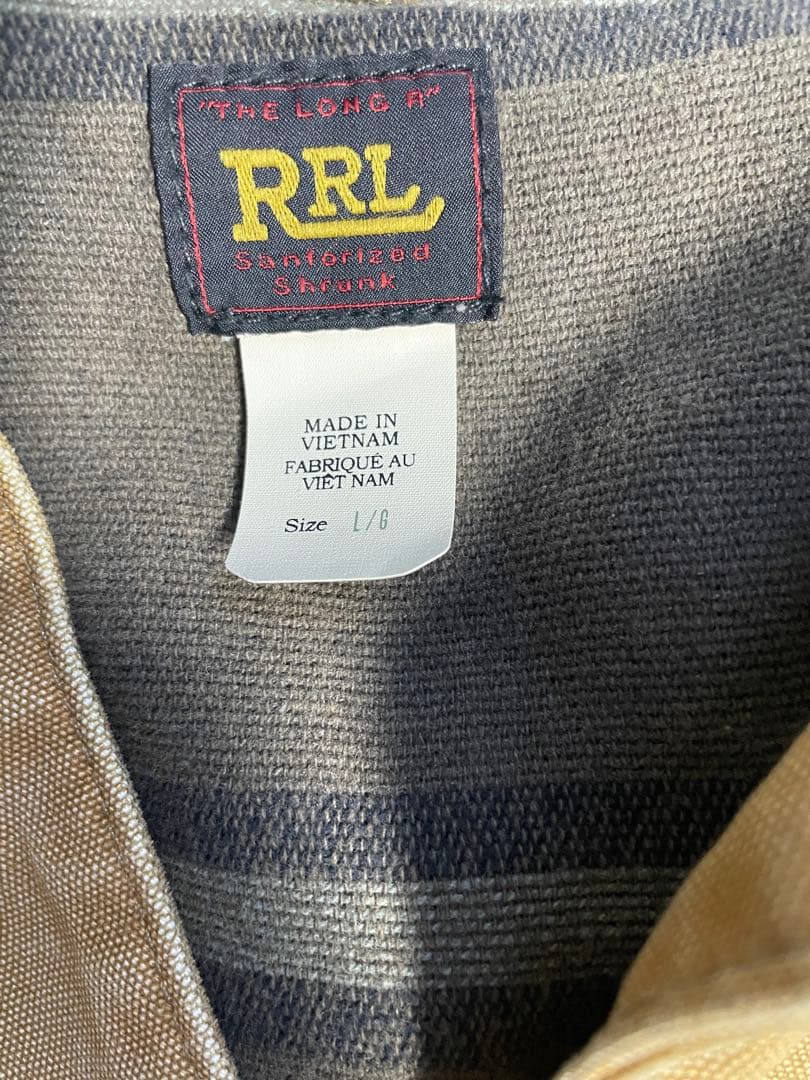 "THE LONG R"
RRL
Sanforized
Shrunk
MADE IN
VIETNAM
FABRIQUÉ AU
VIÊT NAM
Size L/G